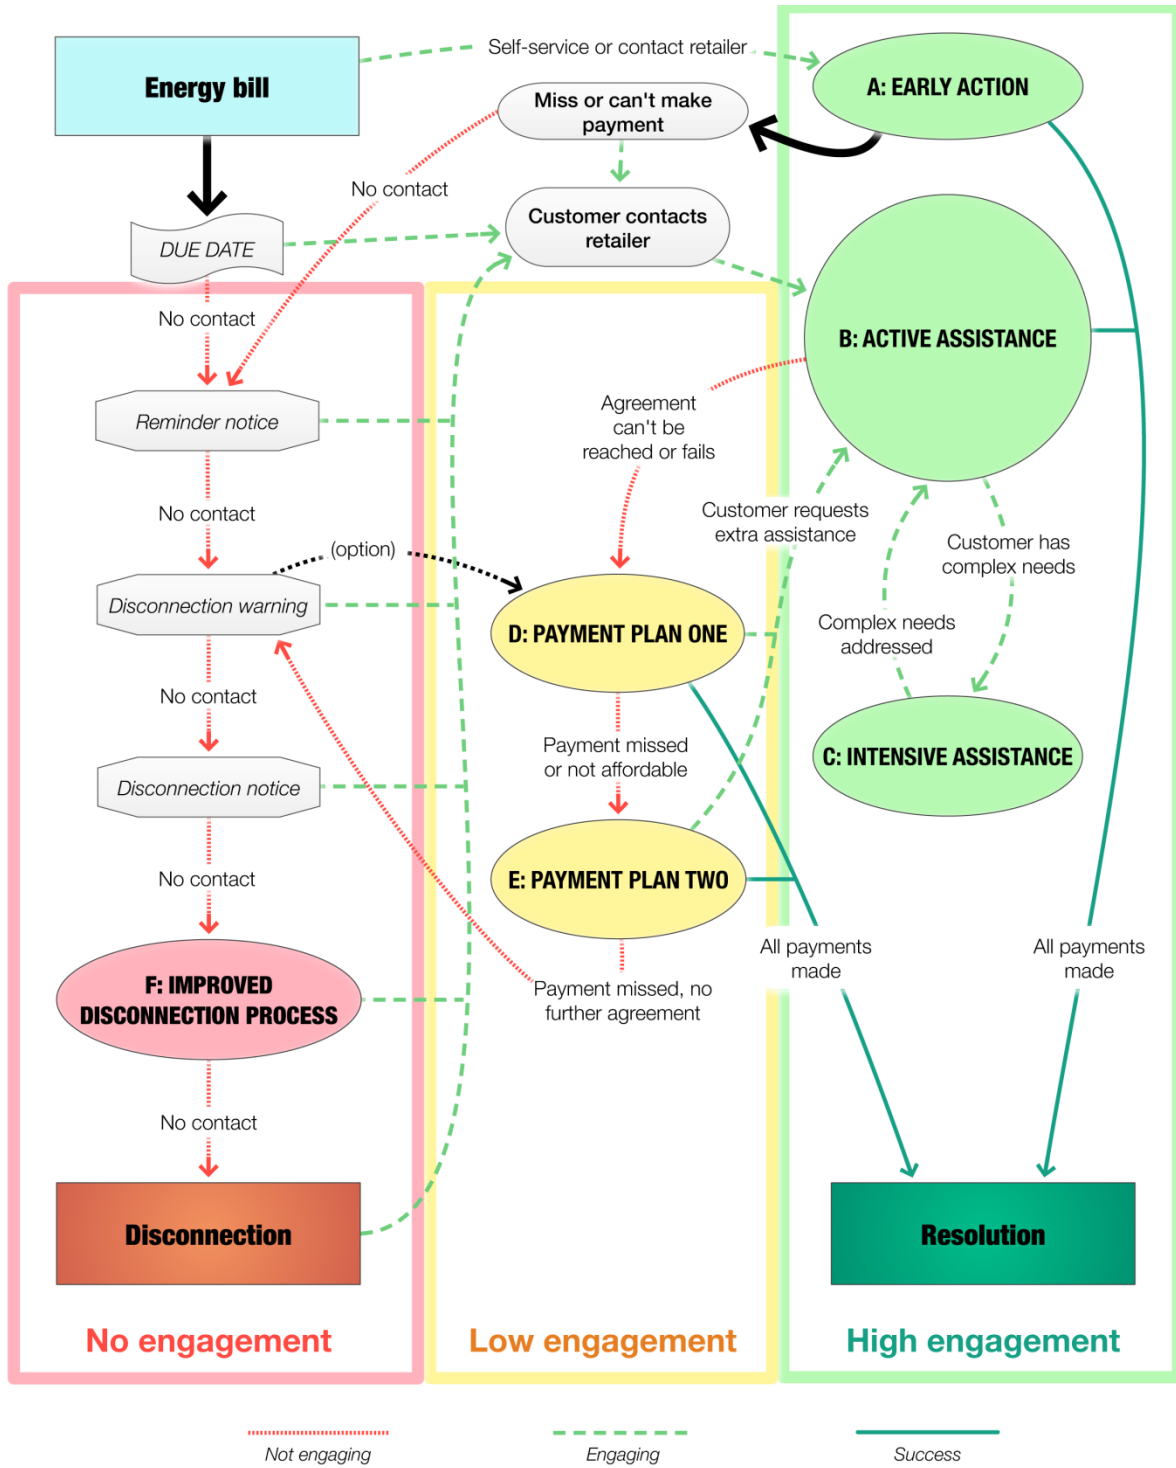 Energy bill
Self-service or contact retailer
A: EARLY ACTION
Miss or can't make
payment
No contact
Customer contacts
retailer
DUE DATE
No contact
B: ACTIVE ASSISTANCE
Reminder notice
Agreement
can't be
reached or fails
No contact
Customer requests
extra assistance
(option)
Customer has
complex needs
Disconnection warning
D: PAYMENT PLAN ONE
Complex needs
addressed
No contact
Payment missed
or not affordable
C: INTENSIVE ASSISTANCE
Disconnection notice
No contact
E: PAYMENT PLAN TWO
All payments
made
All payments
made
F: IMPROVED
DISCONNECTION PROCESS
Payment missed, no
further agreement
No contact
Disconnection
Resolution
No engagement
Low engagement
High engagement
Not engaging
Engaging
Success